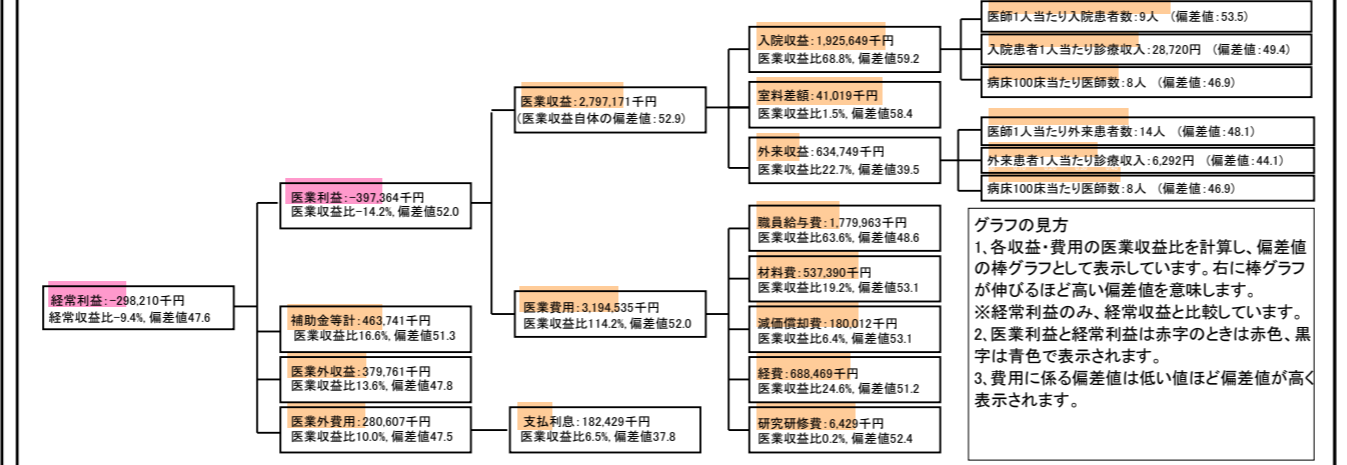 経常利益:-298,210千円
経常収比-9.4%, 偏差値47.6
医業利益:-397,364千円
医業収益比-14.2%, 偏差値52.0
補助金等計:463,741千円
医業収益比16.6%, 偏差値51.3
医業外収益:379,761千円
医業収益比13.6%, 偏差値47.8
医業外費用:280,607千円
医業収益比10.0%, 偏差値47.5
医業収益:2,797,171千円
(医業収益自体の偏差値:52.9)
医業費用:3,194,535千円
医業収益比114.2%, 偏差値52.0
支払利息:182,429千円
医業収益比6.5%, 偏差値37.8
入院収益:1,925,649千円
医業収益比68.8%, 偏差値59.2
室料差額:41,019千円
医業収益比1.5%, 偏差値58.4
外来収益:634,749千円
医業収益比22.7%, 偏差値39.5
職員給与費:1,779,963千円
医業収益比63.6%, 偏差値48.6
材料費:537,390千円
医業収益比19.2%, 偏差値53.1
減価償却費:180,012千円
医業収益比6.4%, 偏差値53.1
経費:688,469千円
医業収益比24.6%, 偏差値51.2
研究研修費:6,429千円
医業収益比0.2%, 偏差値52.4
医師1人当たり入院患者数:9人 (偏差値:53.5)
入院患者1人当たり診療収入:28,720円 (偏差値:49.4)
病床100床当たり医師数:8人 (偏差値:46.9)
医師1人当たり外来患者数:14人 (偏差値:48.1)
外来患者1人当たり診療収入:6,292円 (偏差値:44.1)
病床100床当たり医師数:8人 (偏差値:46.9)
グラフの見方
1、各収益・費用の医業収益比を計算し、偏差値
の棒グラフとして表示しています。右に棒グラフ
が伸びるほど高い偏差値を意味します。
※経常利益のみ、経常収益と比較しています。
2、医業利益と経常利益は赤字のときは赤色、黒
字は青色で表示されます。
3、費用に係る偏差値は低い値ほど偏差値が高く
表示されます。